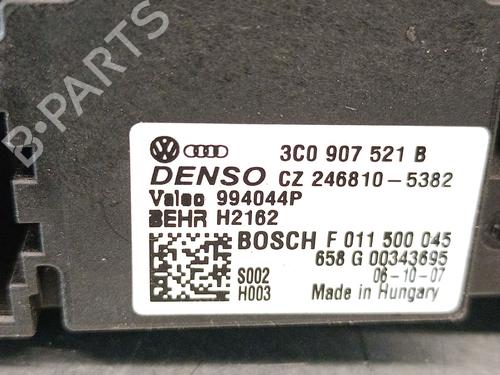 B-PARTS
3C0 907 521 B
DENSO CZ 246810-5382
Valeo 994044P
BEHR H2162
BOSCH F 011 500 045
658 G 00343695
S002 06-10-07
H003 Made in Hungary